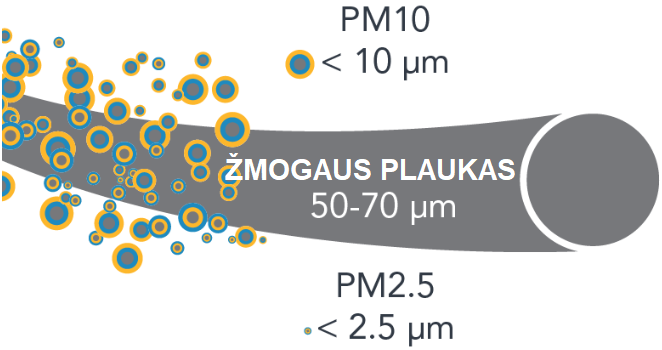 PM10
< 10 µm
ŽMOGAUS PLAUKAS
50-70 µm
PM2.5
< 2.5 µm